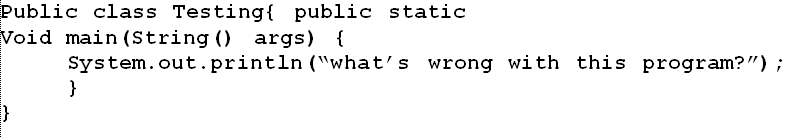 Public class Testing{ public static
Void main(String() args) {
System.out.println(“what’s wrong with this program?”);
}
}